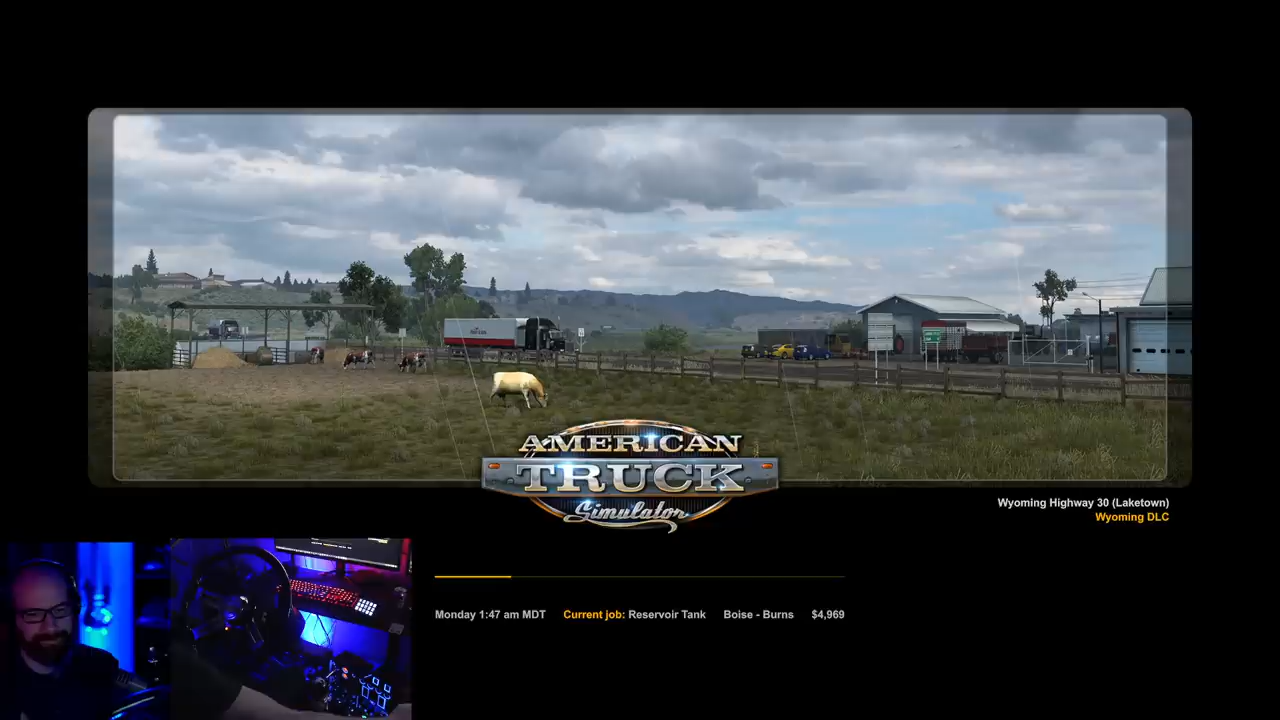 AMERICAN
TRUCK
Simulator
Wyoming Highway 30 (Laketown)
Wyoming DLC
Monday 1:47 am MDT Current job: Reservoir Tank Boise - Burns $4,969